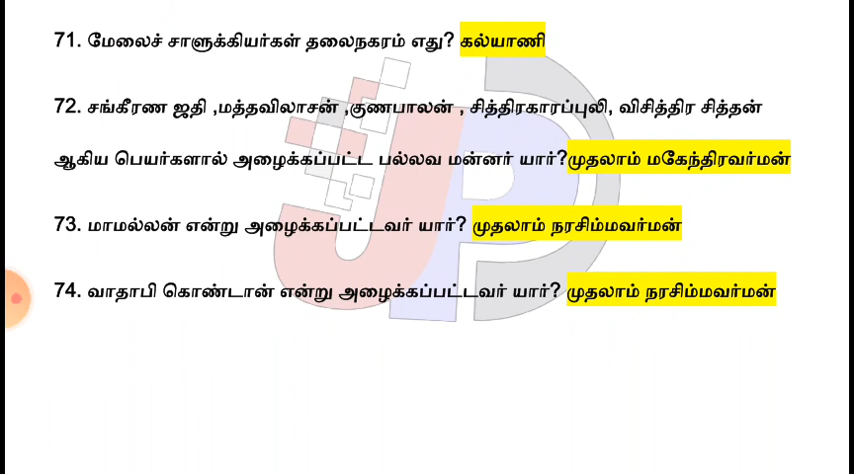 71. மேலைச் சாளுக்கியர்கள் தலைநகரம் எது? கல்யாணி
72. சங்கீரண ஜதி ,மத்தவிலாசன் ,குணபாலன் , சித்திரகாரப்புலி, விசித்திர சித்தன்
ஆகிய பெயர்களால் அழைக்கப்பட்ட பல்லவ மன்னர் யார்?முதலாம் மகேந்திரவர்மன்
73. மாமல்லன் என்று அழைக்கப்பட்டவர் யார்? முதலாம் நரசிம்மவர்மன்
74. வாதாபி கொண்டான் என்று அழைக்கப்பட்டவர் யார்? முதலாம் நரசிம்மவர்மன்